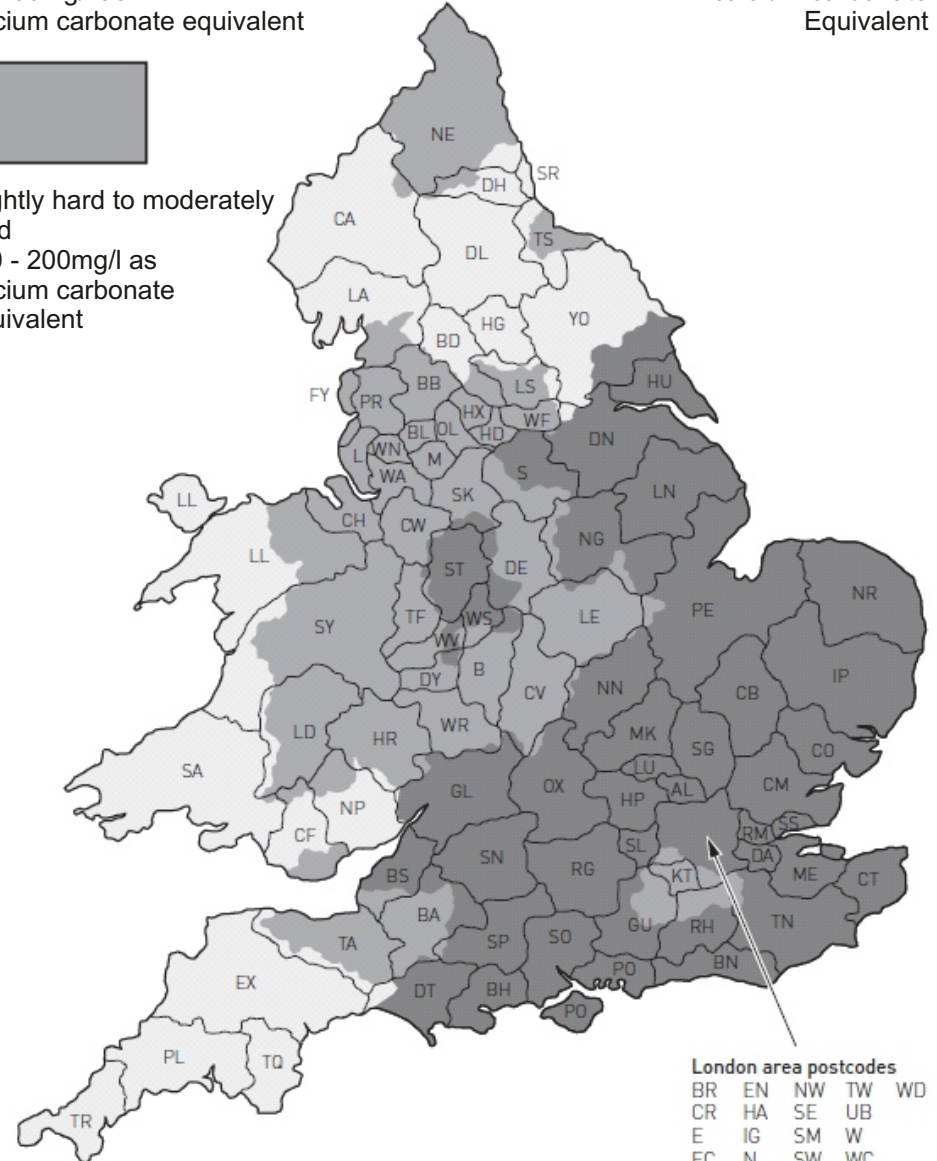 cium carbonate equivalent
Equivalent
NE
SR
DH
CA
TS
DL
LA
HG
YO
BD
FY
BB
LS
HU
PR
HX
WF
BL
OL
HD
DN
L
WN
M
S
WA
SK
LN
LL
CH
CW
NG
LL
ST
DE
NR
TF
WS
LE
PE
SY
WV
B
DY
CV
NN
CB
IP
LD
HR
WR
MK
SG
CO
SA
LU
GL
OX
HP
AL
CM
NP
CF
SL
RM
SS
SN
RG
DA
BS
KT
ME
CT
BA
GU
RH
TN
TA
SP
SO
EX
PO
BN
DT
BH
PO
PL
TQ
TR
ghtly hard to moderately
d
0 - 200mg/l as
cium carbonate
uivalent
London area postcodes
BR EN NW TW WD
CR HA SE UB
E IG SM W
EC N SW WC